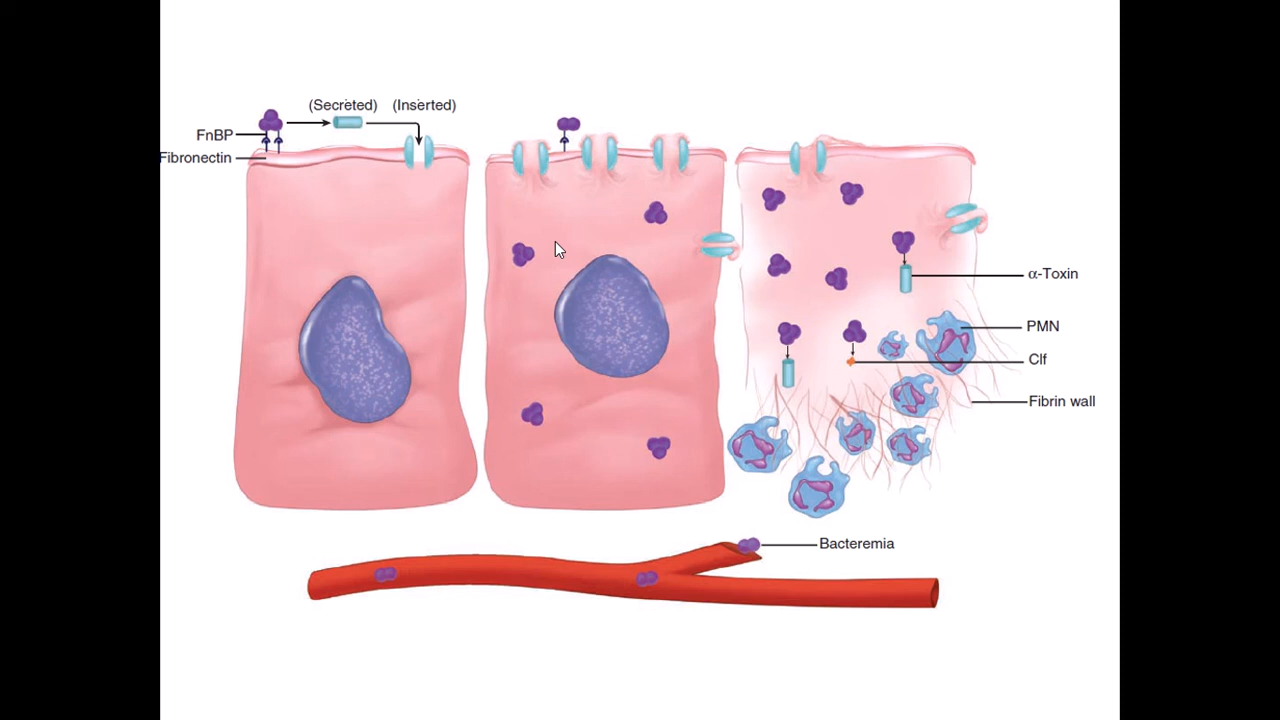 (Secreted) (Inserted)
FnBP
Fibronectin
α-Toxin
PMN
Clf
Fibrin wall
Bacteremia